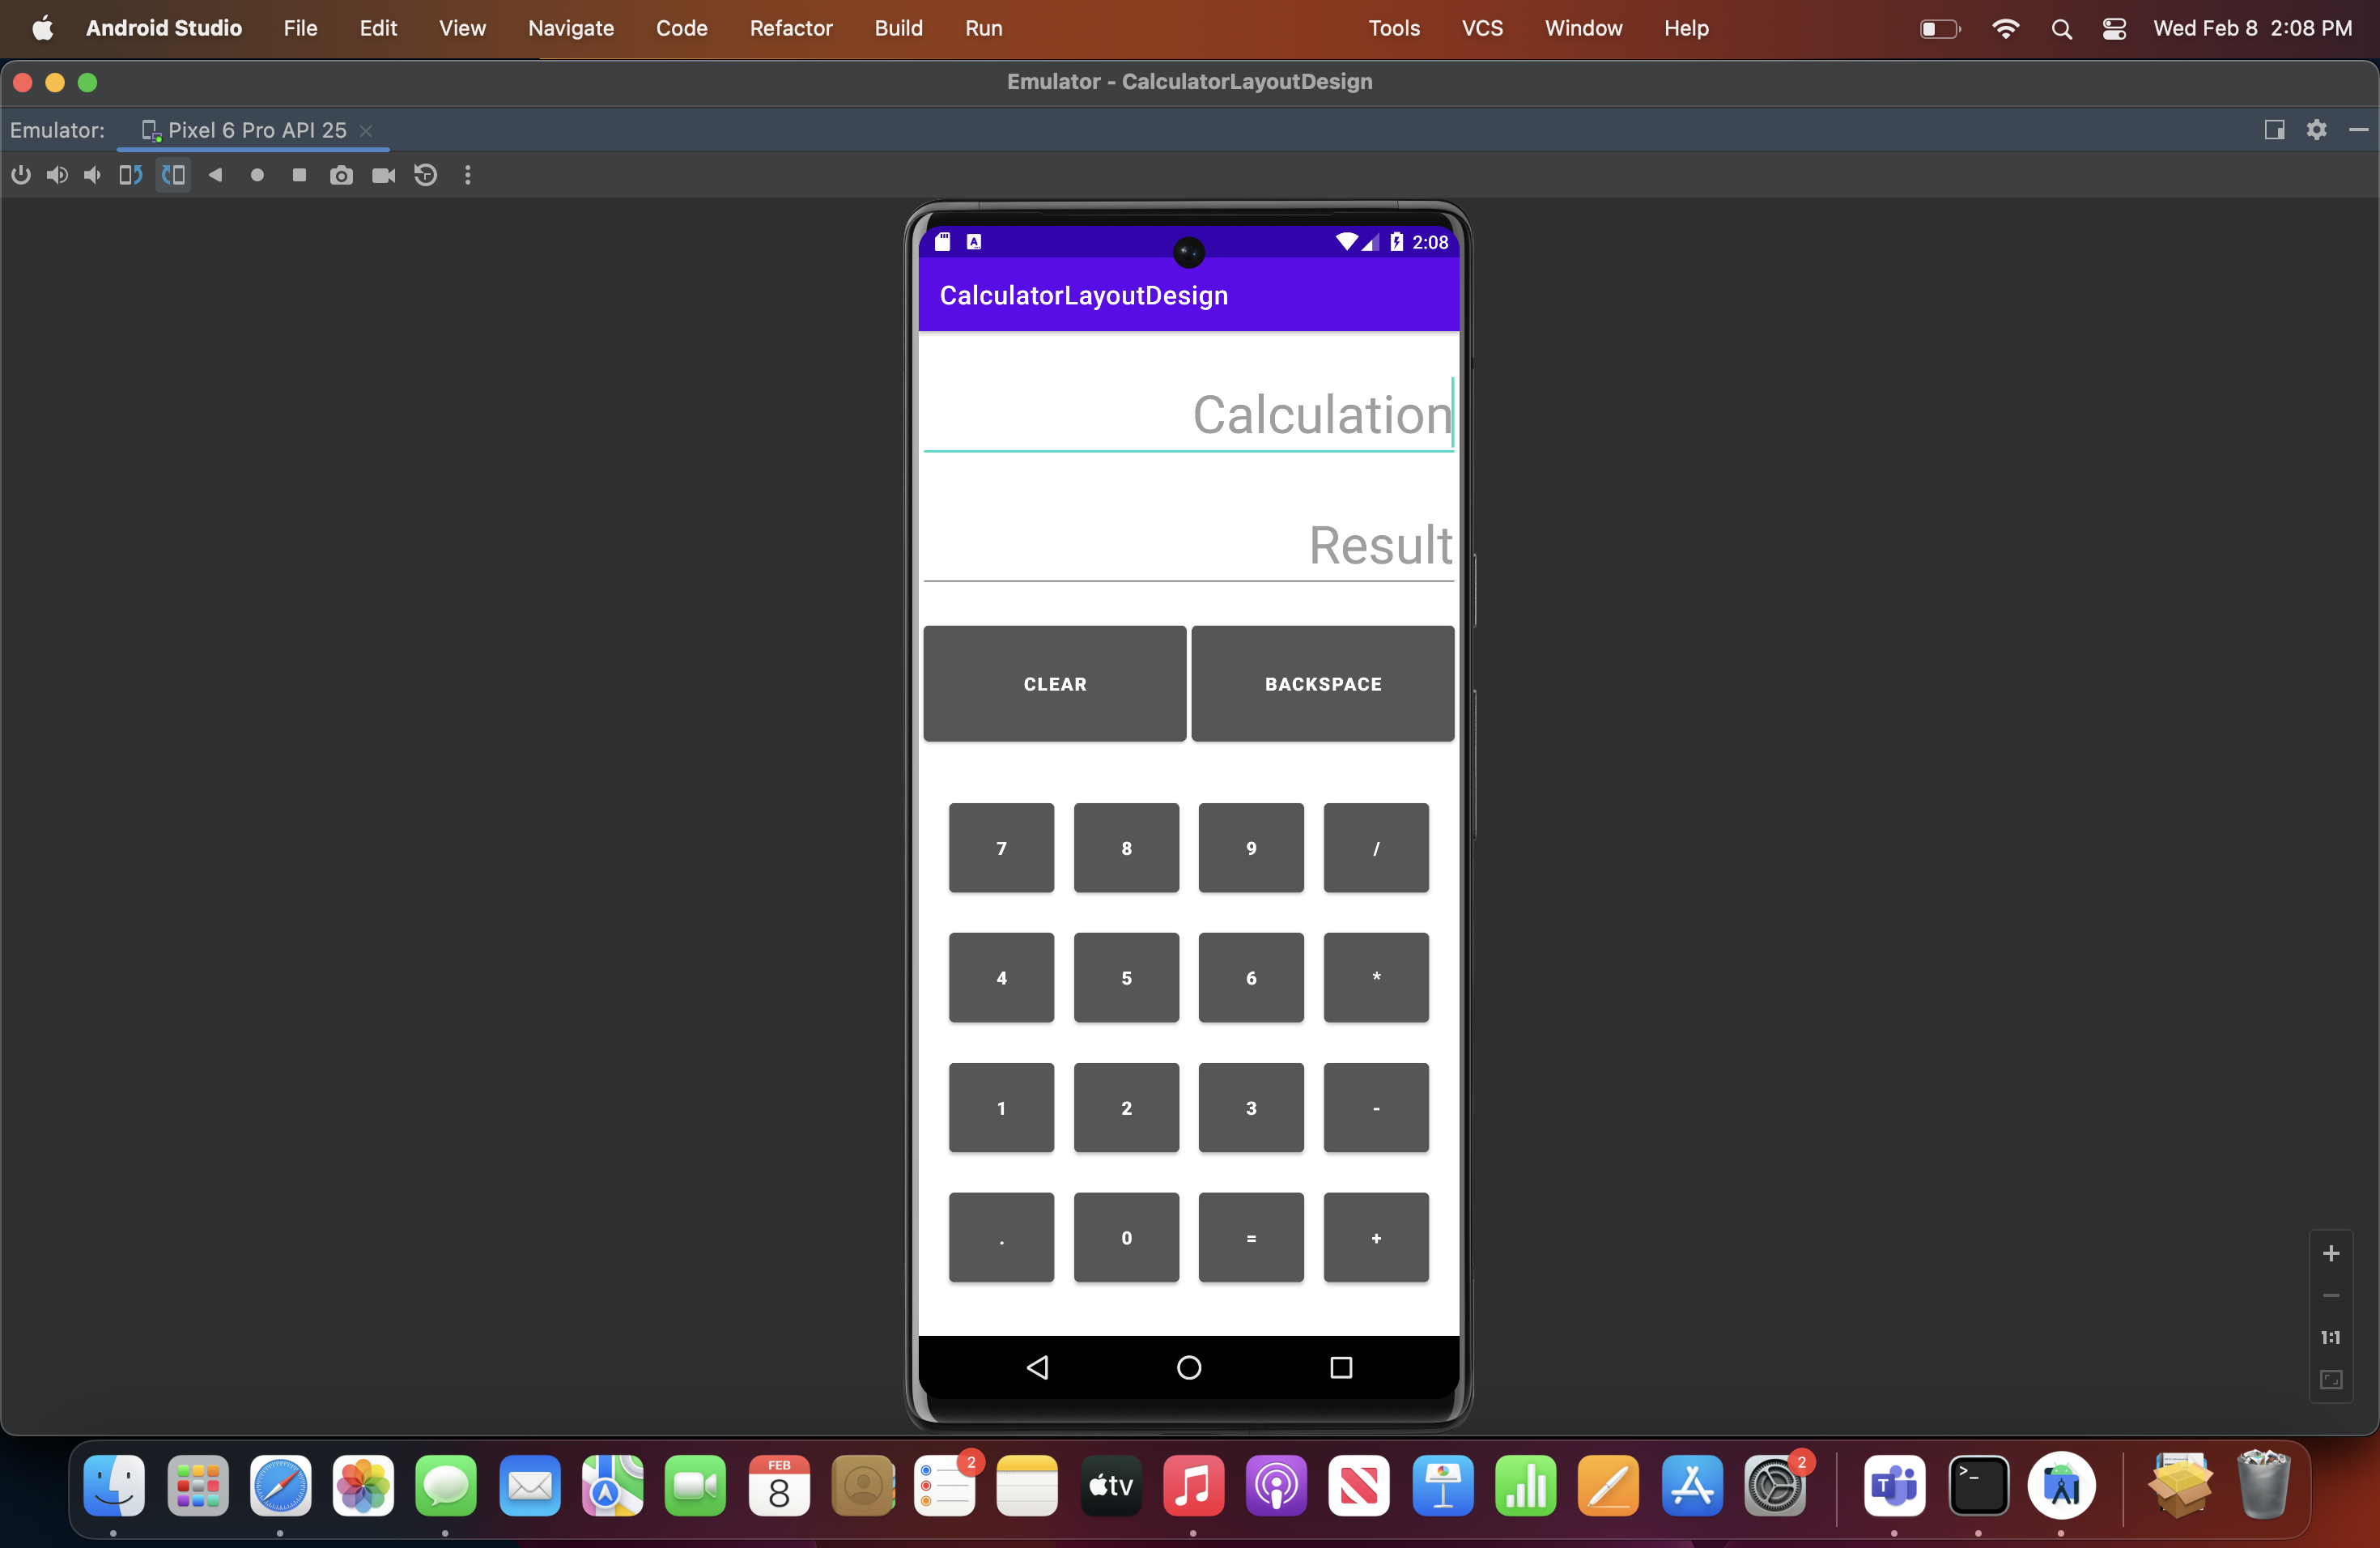 Android Studio File Edit View Navigate Code Refactor Build Run Tools VCS Window Help Wed Feb 8 2:08 PM
Emulator - CalculatorLayoutDesign
Emulator: Pixel 6 Pro API 25
A 2:08
CalculatorLayoutDesign
Calculation
Result
CLEAR BACKSPACE
7 8 9 /
4 5 6 *
1 2 3 -
. 0 = +
1:1
FEB
8
2
tv
2
T
>_